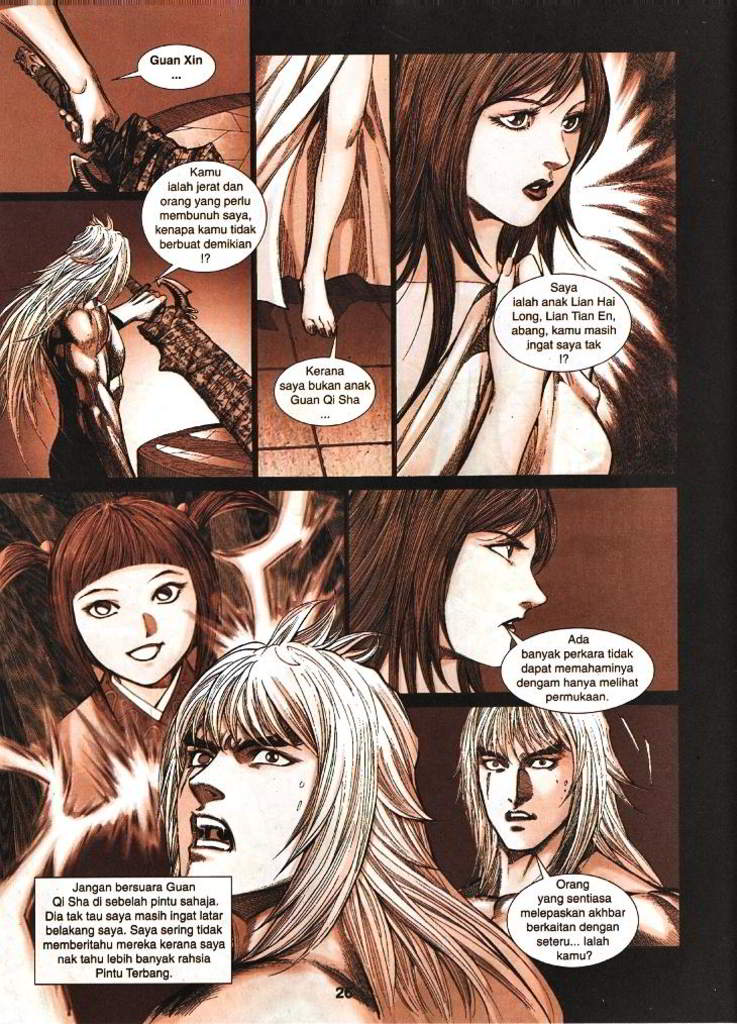 Guan Xin
...
Kamu
ialah jerat dan
orang yang perlu
membunuh saya,
kenapa kamu tidak
berbuat demikian
!?
Kerana
saya bukan anak
Guan Qi Sha
...
Saya
ialah anak Lian Hai
Long, Lian Tian En,
abang, kamu masih
ingat saya tak
!?
Ada
banyak perkara tidak
dapat memahaminya
dengam hanya melihat
permukaan.
Jangan bersuara Guan
Qi Sha di sebelah pintu sahaja.
Dia tak tau saya masih ingat latar
belakang saya. Saya sering tidak
memberitahu mereka kerana saya
nak tahu lebih banyak rahsia
Pintu Terbang.
Orang
yang sentiasa
melepaskan akhbar
berkaitan dengan
seteru... Ialah
kamu?
26